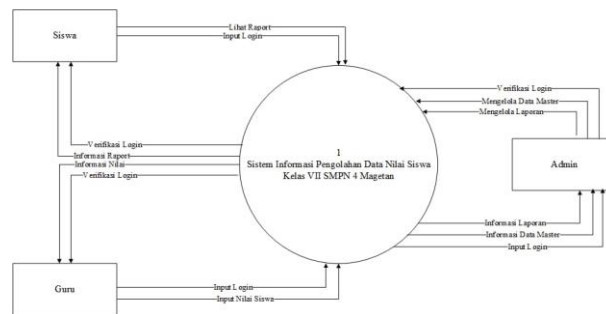 Siswa
Lihat Raport
Input Login
Verifikasi Login
Mengelola Data Master
Mengelola Laporan
Verifikasi Login
Informasi Raport
Informasi Nilai
Verifikasi Login
1
Sistem Informasi Pengolahan Data Nilai Siswa
Kelas VII SMPN 4 Magetan
Admin
Informasi Laporan
Informasi Data Master
Input Login
Guru
Input Login
Input Nilai Siswa